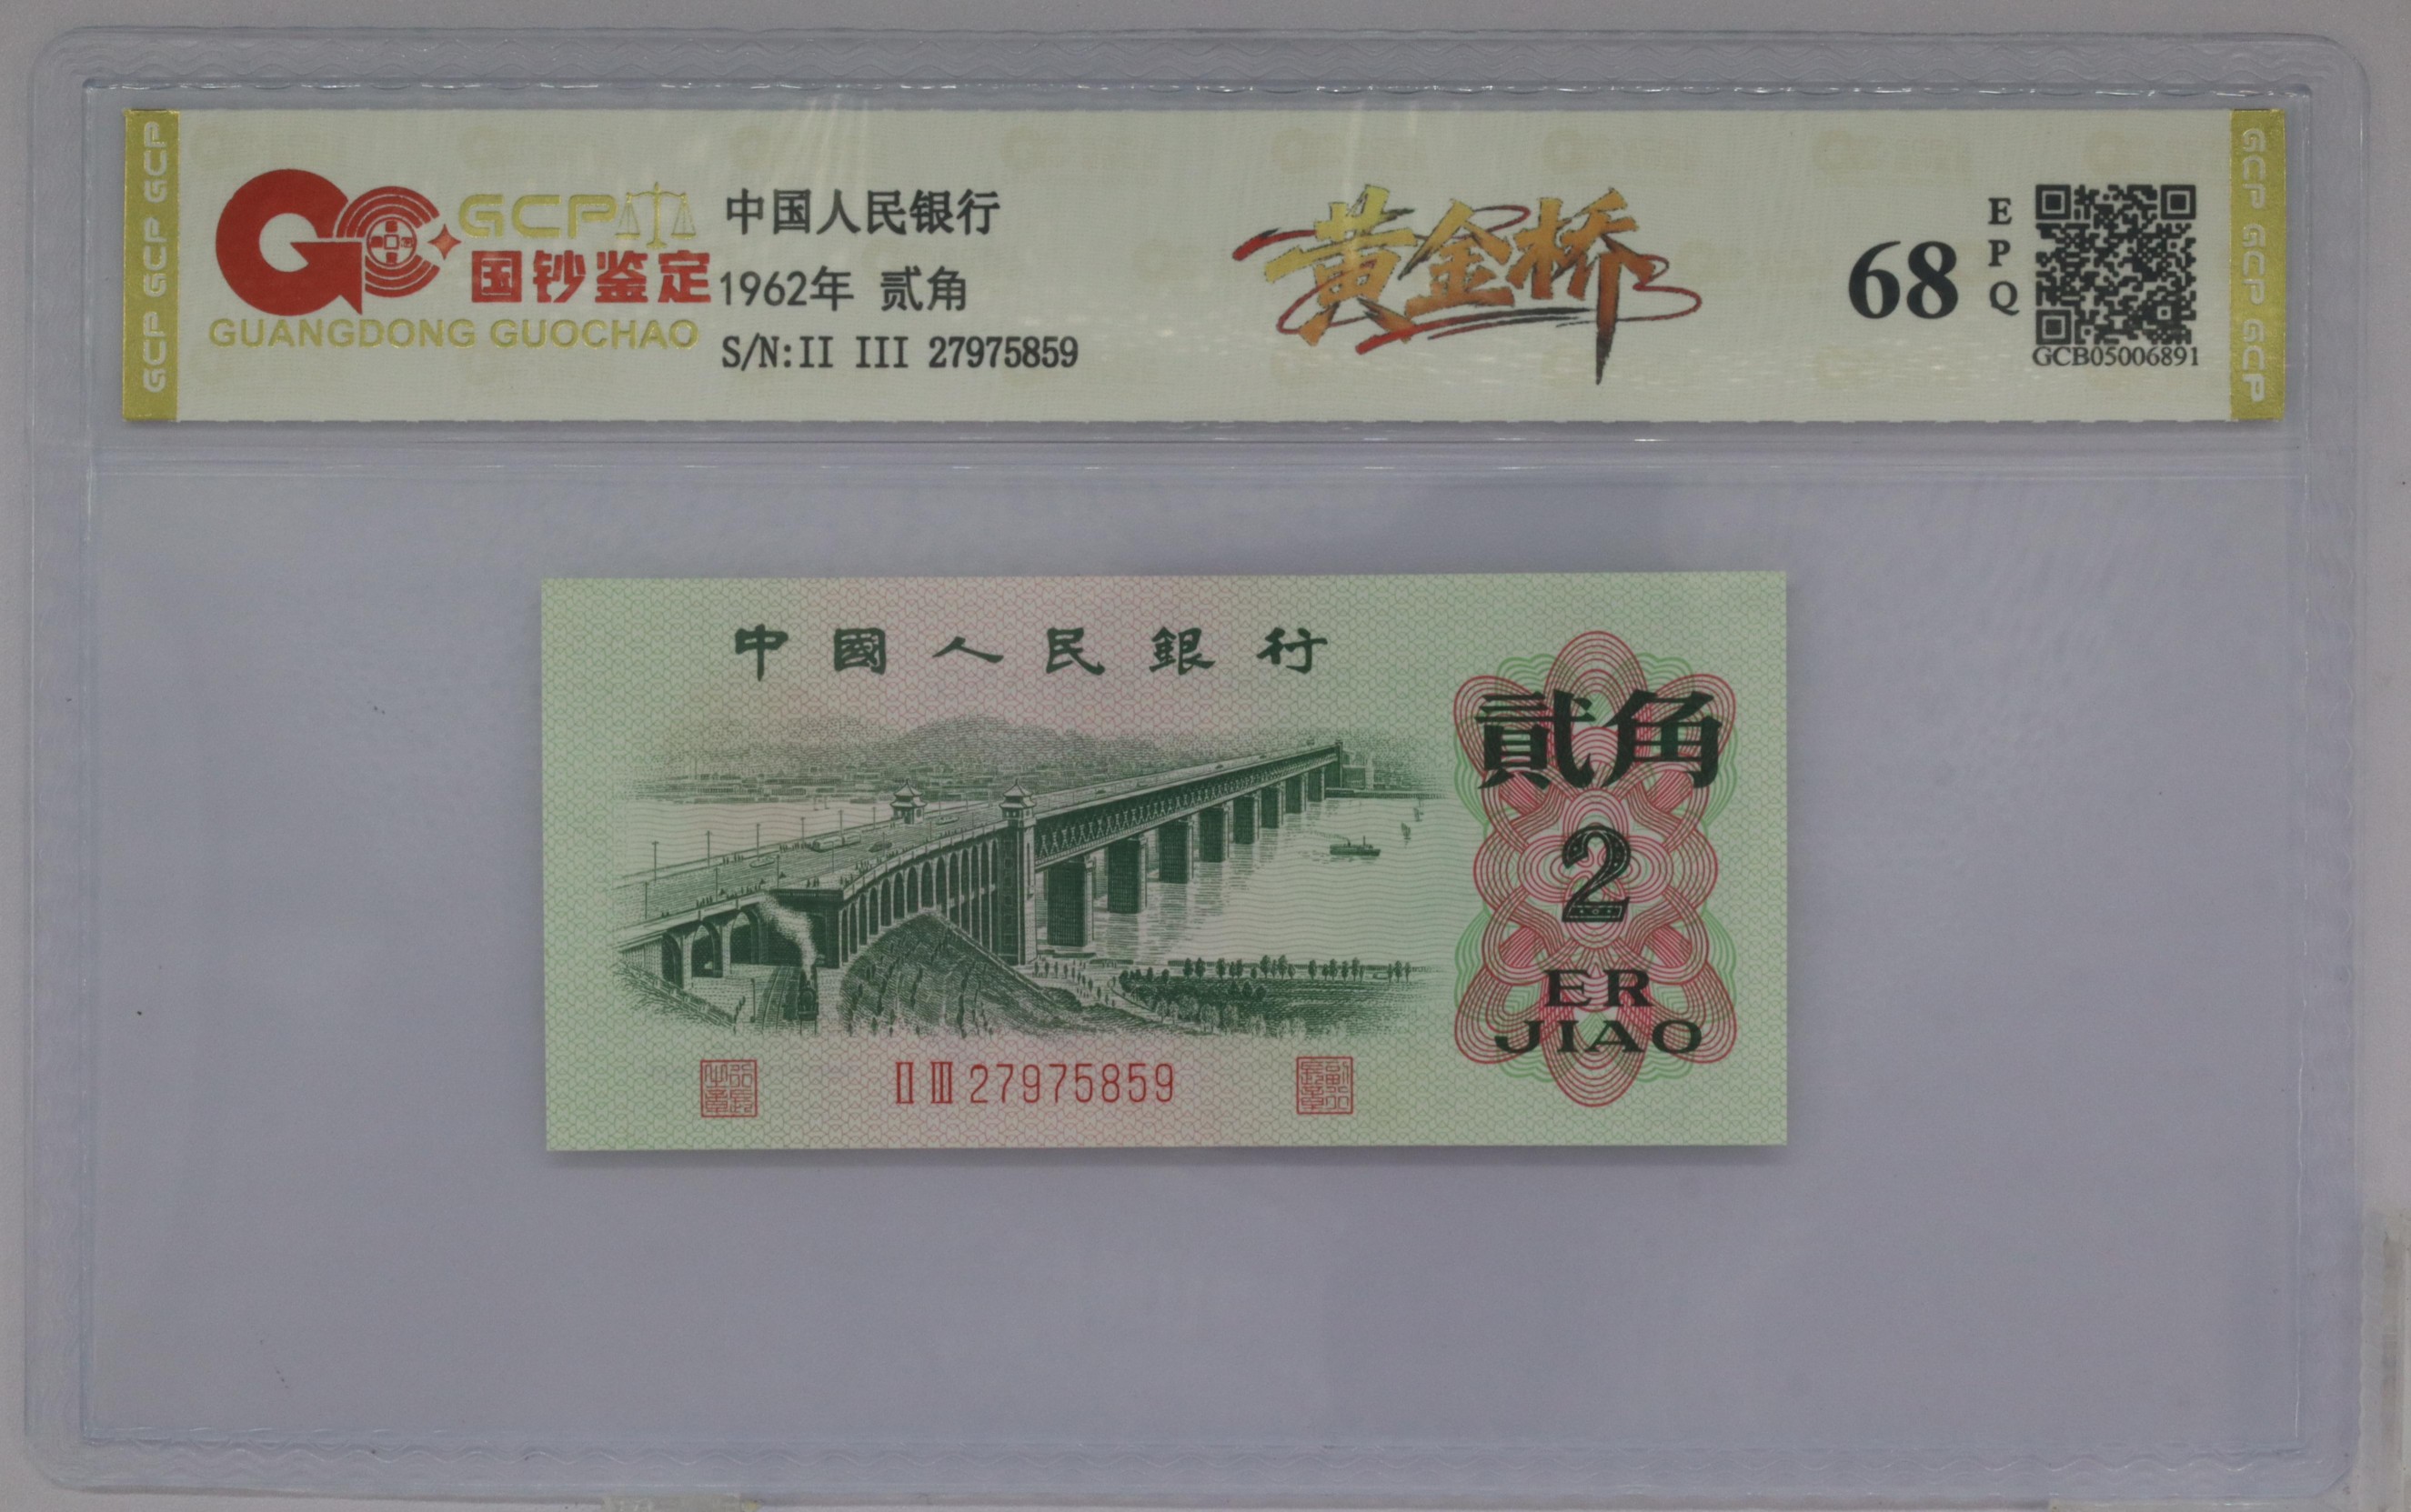 GCP GCP GCP
GCP
国钞鉴定
GUANGDONG GUOCHAO
中国人民银行
1962年 贰角
S/N:II III 27975859
黄金桥
68
EPQ
GCB05006891
GCP GCP GCP
中國人民銀行
貳角
2
ER
JIAO
II III 27975859